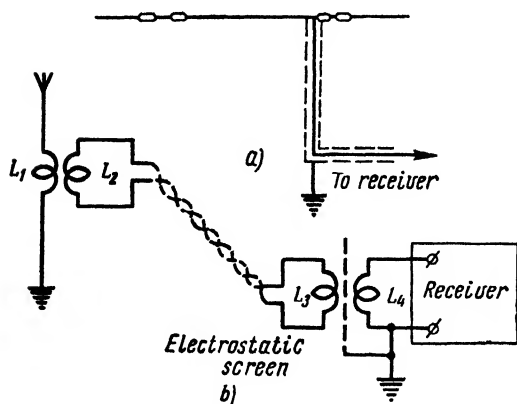 a)
To receiver
L1
L2
L3
L4
Receiver
Electrostatic
screen
b)